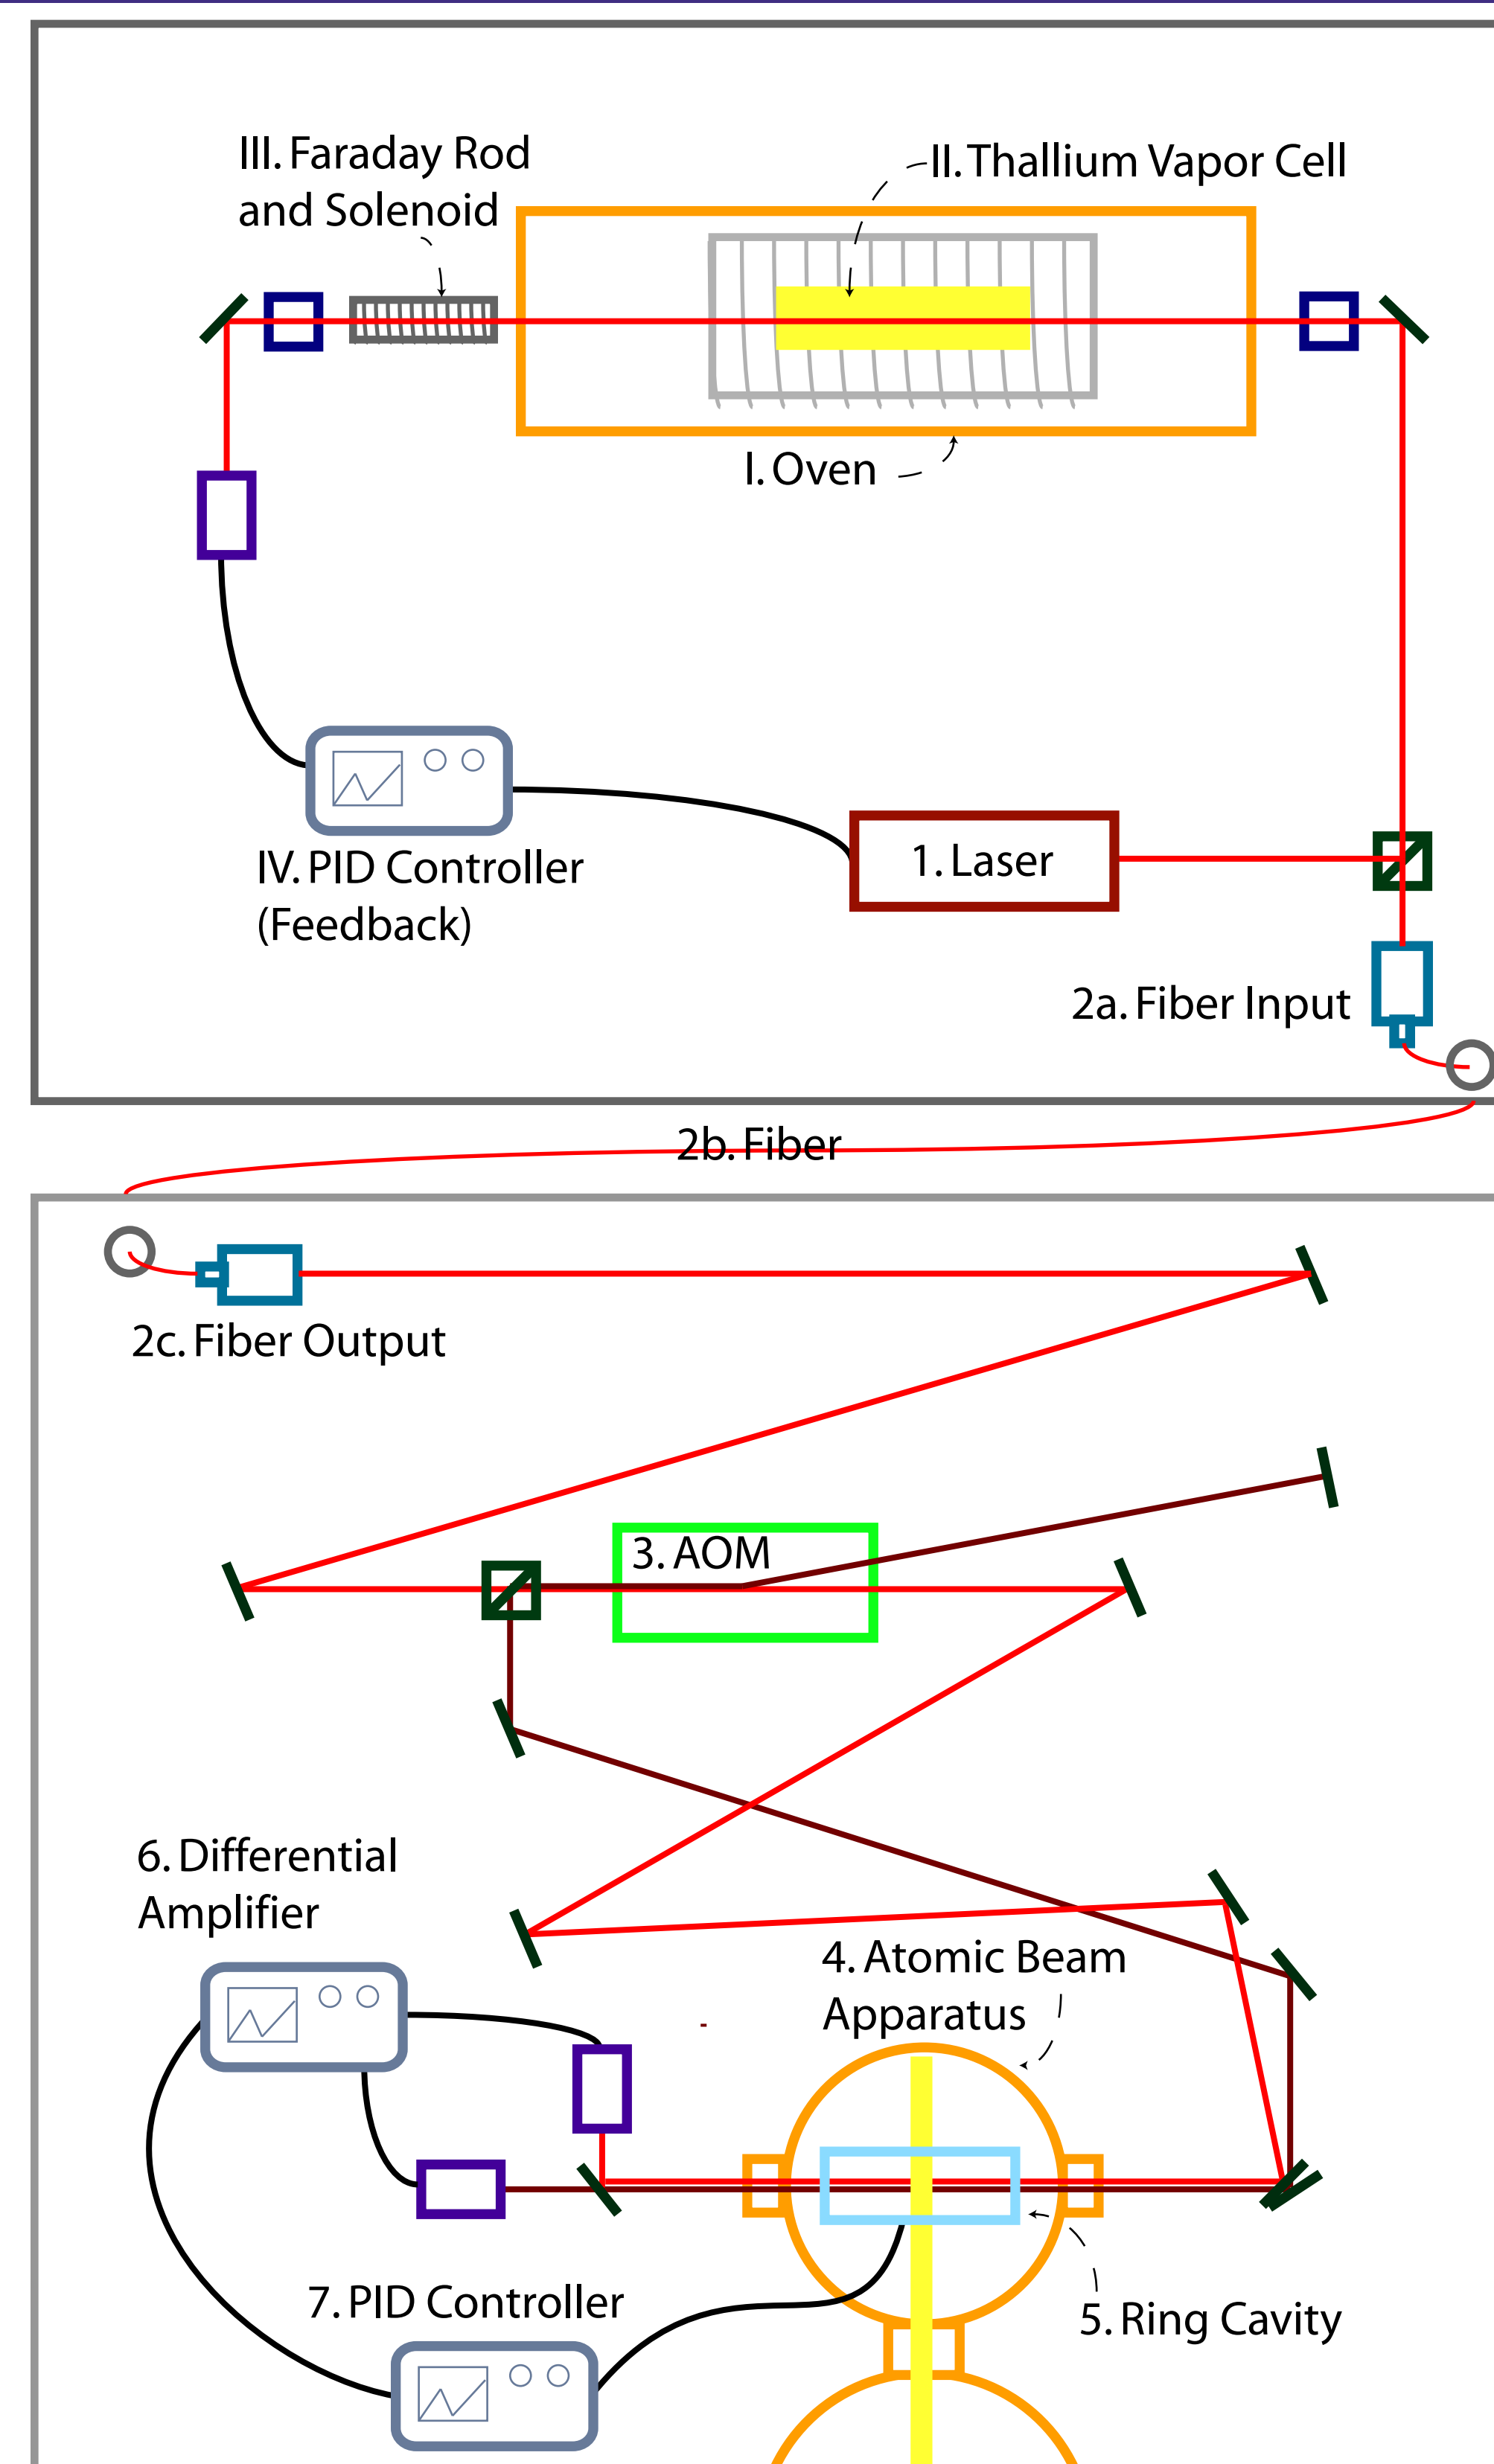 III. Faraday Rod
and Solenoid
II. Thallium Vapor Cell
I. Oven
IV. PID Controller
(Feedback)
1. Laser
2a. Fiber Input
2b. Fiber
2c. Fiber Output
3. AOM
6. Differential
Amplifier
4. Atomic Beam
Apparatus
7. PID Controller
5. Ring Cavity